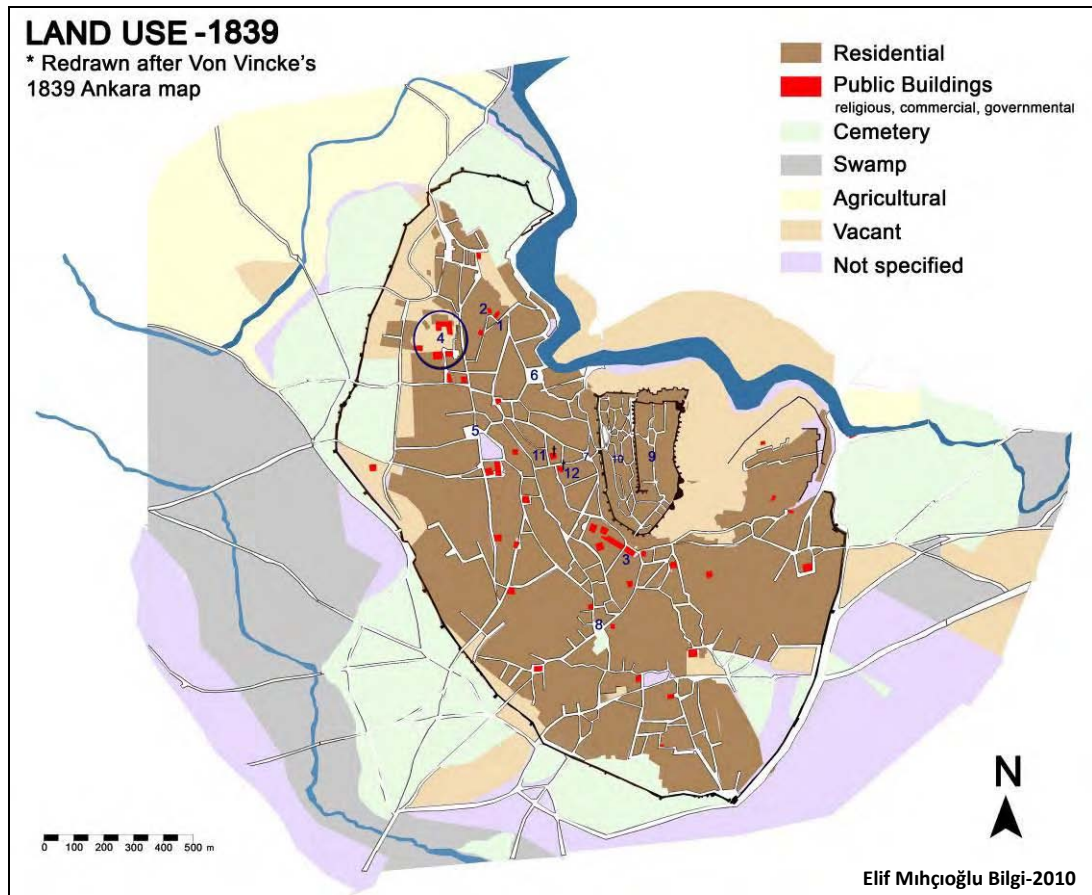 LAND USE -1839
* Redrawn after Von Vincke's
1839 Ankara map
Residential
Public Buildings
religious, commercial, governmental
Cemetery
Swamp
Agricultural
Vacant
Not specified
2
1
4
6
5
11
12
7
10
9
3
8
N
0 100 200 300 400 500 m
Elif Mıhçıoğlu Bilgi-2010